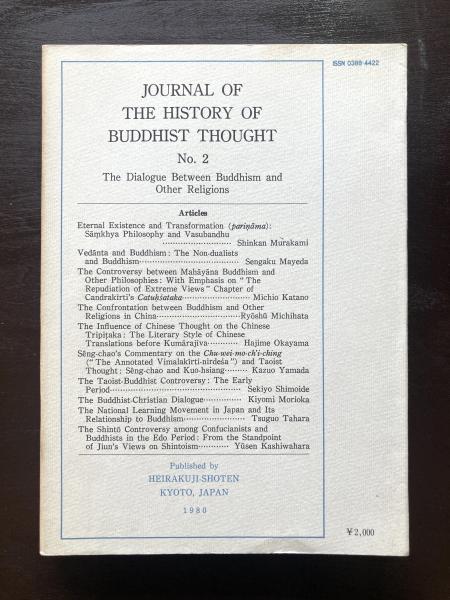 ISSN 0388-4422
JOURNAL OF
THE HISTORY OF
BUDDHIST THOUGHT
No. 2
The Dialogue Between Buddhism and
Other Religions
Articles
Eternal Existence and Transformation (pariṇāma):
Sāṃkhya Philosophy and Vasubandhu
·························· Shinkan Murakami
Vedānta and Buddhism: The Non-dualists
and Buddhism······························ Sengaku Mayeda
The Controversy between Mahāyāna Buddhism and
Other Philosophies: With Emphasis on "The
Repudiation of Extreme Views" Chapter of
Candrakīrti's Catuḥśataka················ Michio Katano
The Confrontation between Buddhism and Other
Religions in China························Ryōshū Michihata
The Influence of Chinese Thought on the Chinese
Tripiṭaka: The Literary Style of Chinese
Translations before Kumārajīva··········· Hajime Okayama
Sêng-chao's Commentary on the Chu-wei-mo-ch'i-ching
("The Annotated Vimalakīrti-nirdeśa") and Taoist
Thought: Sêng-chao and Kuo-hsiang········ Kazuo Yamada
The Taoist-Buddhist Controversy: The Early
Period··································· Sekiyo Shimoide
The Buddhist-Christian Dialogue············ Kiyomi Morioka
The National Learning Movement in Japan and Its
Relationship to Buddhism·············· Tsuguo Tahara
The Shintō Controversy among Confucianists and
Buddhists in the Edo Period: From the Standpoint
of Jiun's Views on Shintoism··········· Yūsen Kashiwahara
Published by
HEIRAKUJI-SHOTEN
KYOTO, JAPAN
1980
¥2,000